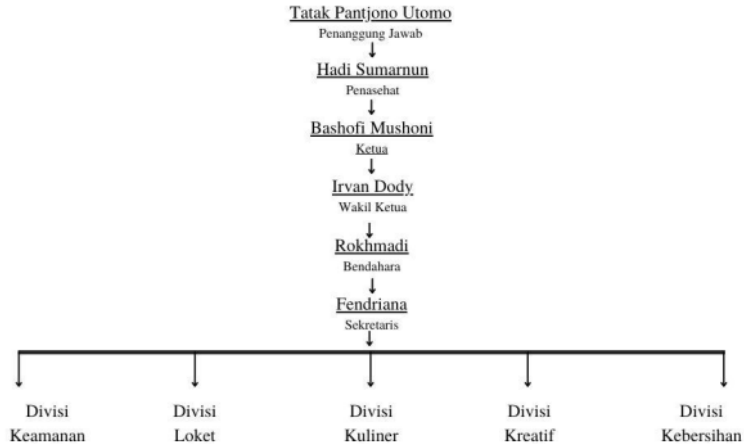 Tatak Pantjono Utomo
Penanggung Jawab
Hadi Sumarnun
Penasehat
Bashofi Mushoni
Ketua
Irvan Dody
Wakil Ketua
Rokhmadi
Bendahara
Fendriana
Sekretaris
Divisi Keamanan
Divisi Loket
Divisi Kuliner
Divisi Kreatif
Divisi Kebersihan